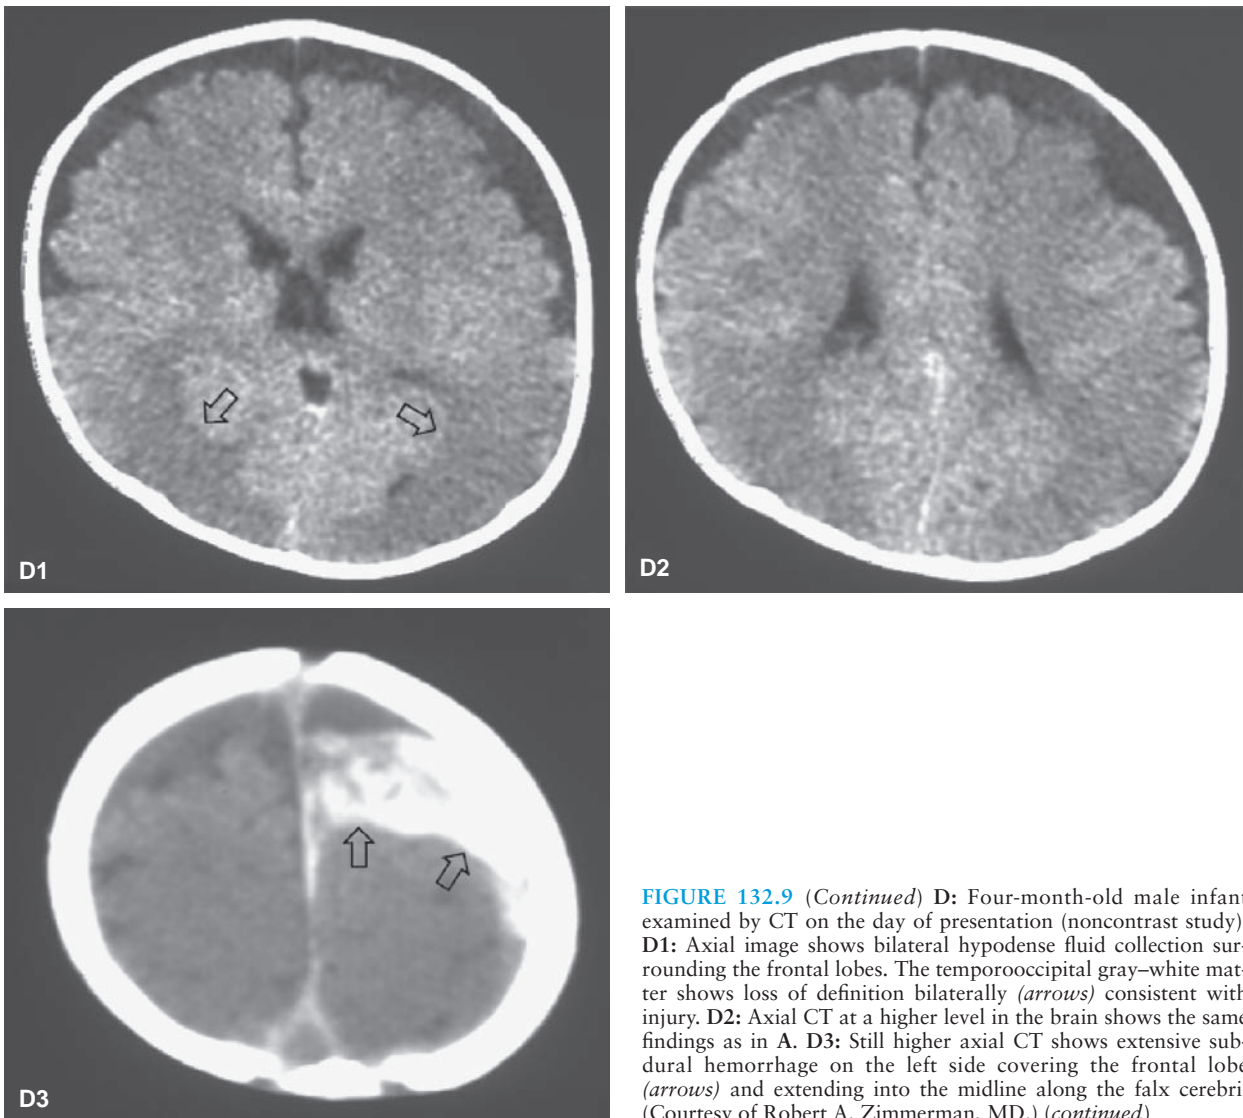 D1
D2
D3
FIGURE 132.9 (Continued) D: Four-month-old male infant
examined by CT on the day of presentation (noncontrast study)
D1: Axial image shows bilateral hypodense fluid collection sur-
rounding the frontal lobes. The temporooccipital gray–white mat-
ter shows loss of definition bilaterally (arrows) consistent with
injury. D2: Axial CT at a higher level in the brain shows the same
findings as in A. D3: Still higher axial CT shows extensive sub-
dural hemorrhage on the left side covering the frontal lobe
(arrows) and extending into the midline along the falx cerebri
(Courtesy of Robert A. Zimmerman, MD.) (continued)